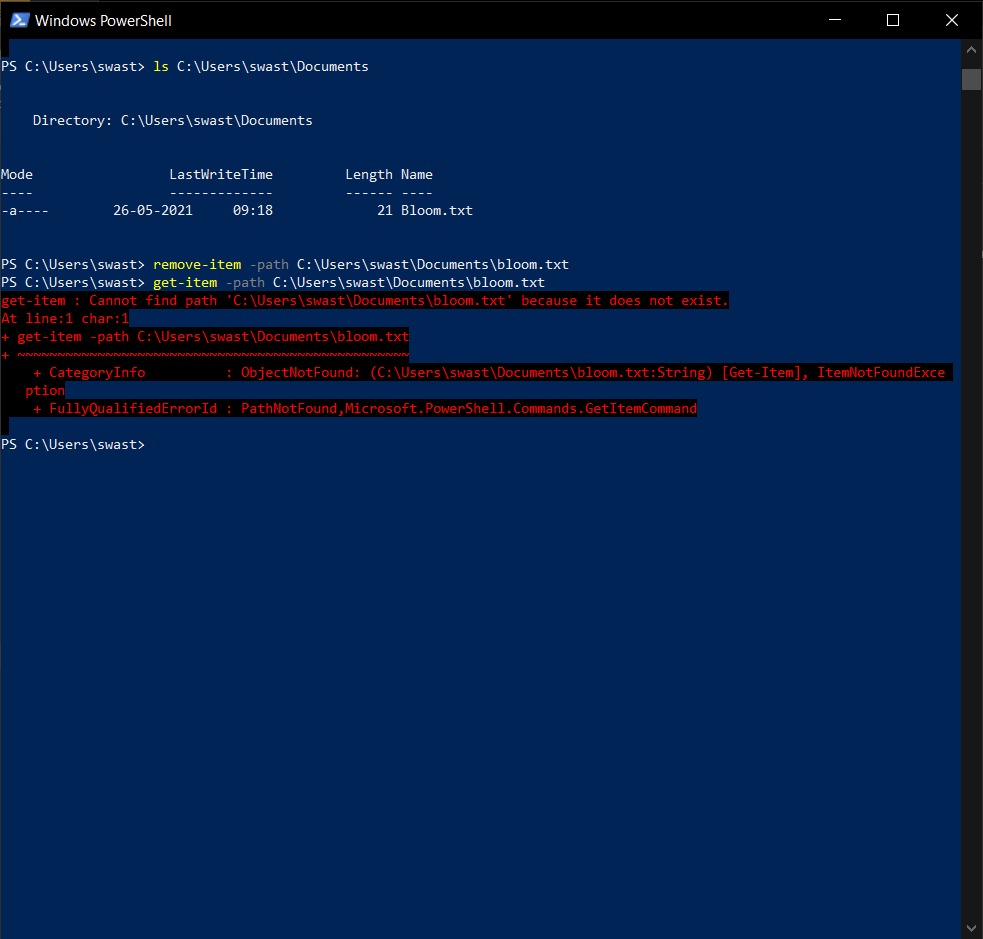 Windows PowerShell
PS C:\Users\swast> ls C:\Users\swast\Documents
    Directory: C:\Users\swast\Documents
Mode                 LastWriteTime         Length Name
----                 -------------         ------ ----
-a----        26-05-2021     09:18             21 Bloom.txt
PS C:\Users\swast> remove-item -path C:\Users\swast\Documents\bloom.txt
PS C:\Users\swast> get-item -path C:\Users\swast\Documents\bloom.txt
get-item : Cannot find path 'C:\Users\swast\Documents\bloom.txt' because it does not exist.
At line:1 char:1
+ get-item -path C:\Users\swast\Documents\bloom.txt
+ ~~~~~~~~~~~~~~~~~~~~~~~~~~~~~~~~~~~~~~~~~~~~~~~~~
    + CategoryInfo          : ObjectNotFound: (C:\Users\swast\Documents\bloom.txt:String) [Get-Item], ItemNotFoundExce
   ption
    + FullyQualifiedErrorId : PathNotFound,Microsoft.PowerShell.Commands.GetItemCommand
PS C:\Users\swast>